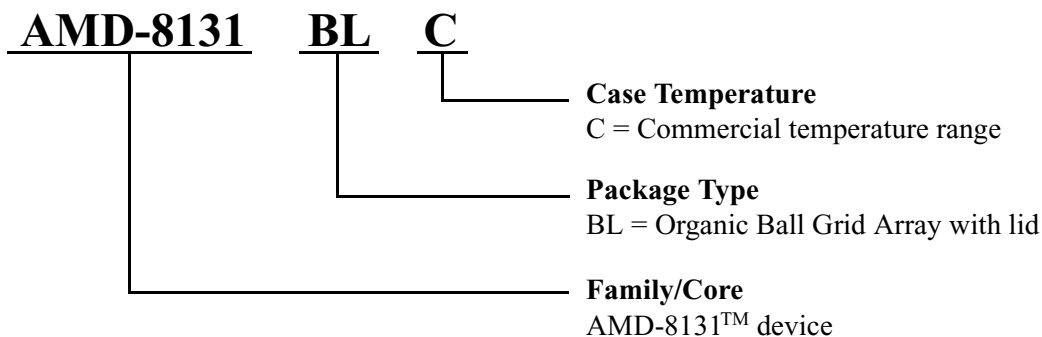 AMD-8131 BL C
Case Temperature
C = Commercial temperature range
Package Type
BL = Organic Ball Grid Array with lid
Family/Core
AMD-8131™ device